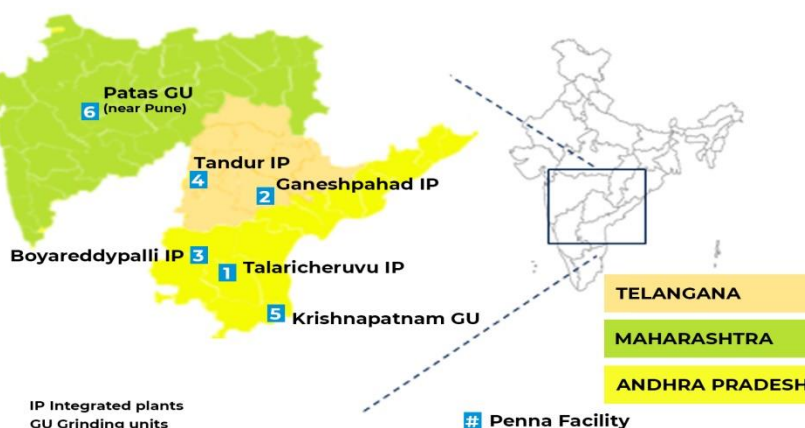 Patas GU
(near Pune)
6
Tandur IP
4
Ganeshpahad IP
2
Boyareddypalli IP
3
Talaricheruvu IP
1
Krishnapatnam GU
5
TELANGANA
MAHARASHTRA
ANDHRA PRADESH
IP Integrated plants
GU Grinding units
# Penna Facility